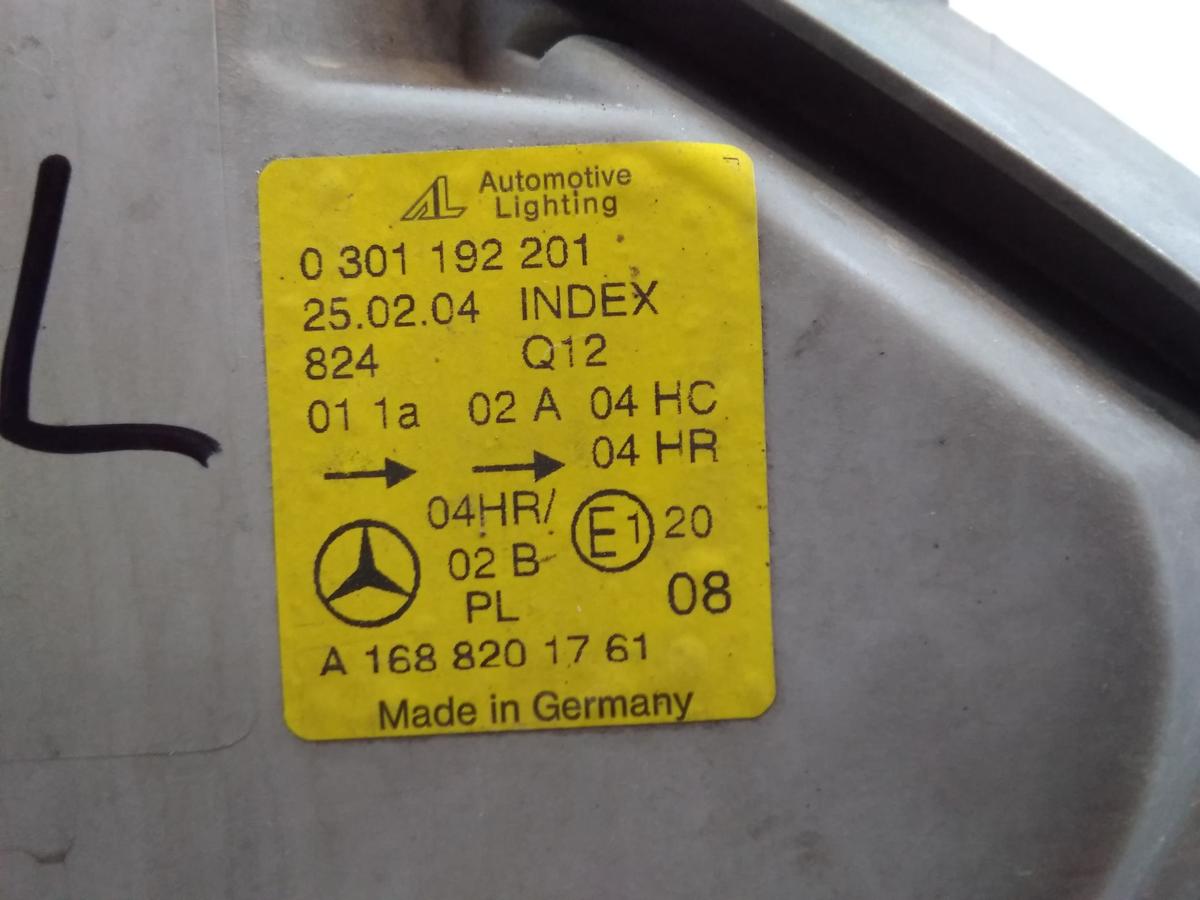 L
AL Automotive
Lighting
0 301 192 201
25.02.04 INDEX
824 Q12
01 1a 02 A 04 HC
→ → 04 HR
04HR/ E1 20
02 B
PL 08
A 168 820 17 61
Made in Germany